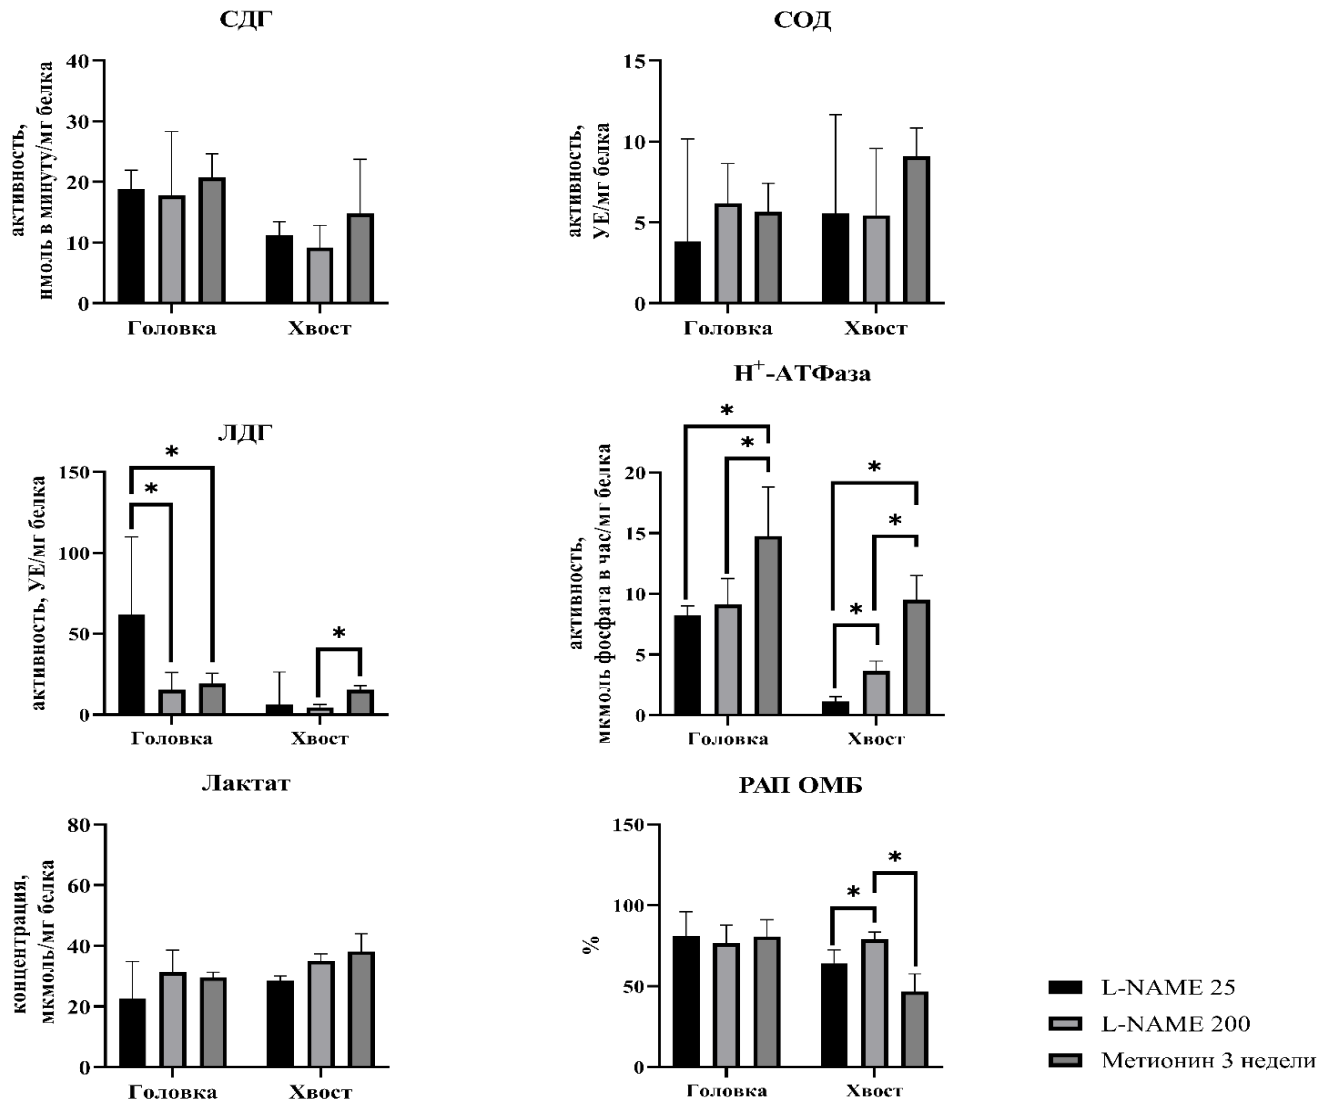 СДГ
активность,
нмоль в минуту/мг белка
40
30
20
10
0
Головка
Хвост
СОД
активность,
УЕ/мг белка
15
10
5
0
Головка
Хвост
ЛДГ
активность, УЕ/мг белка
150
100
50
0
*
*
*
Головка
Хвост
H⁺-АТФаза
активность,
мкмоль фосфата в час/мг белка
20
15
10
5
0
*
*
*
*
*
Головка
Хвост
Лактат
концентрация,
мкмоль/мг белка
80
60
40
20
0
Головка
Хвост
РАП ОМБ
%
150
100
50
0
*
*
Головка
Хвост
L-NAME 25
L-NAME 200
Метионин 3 недели